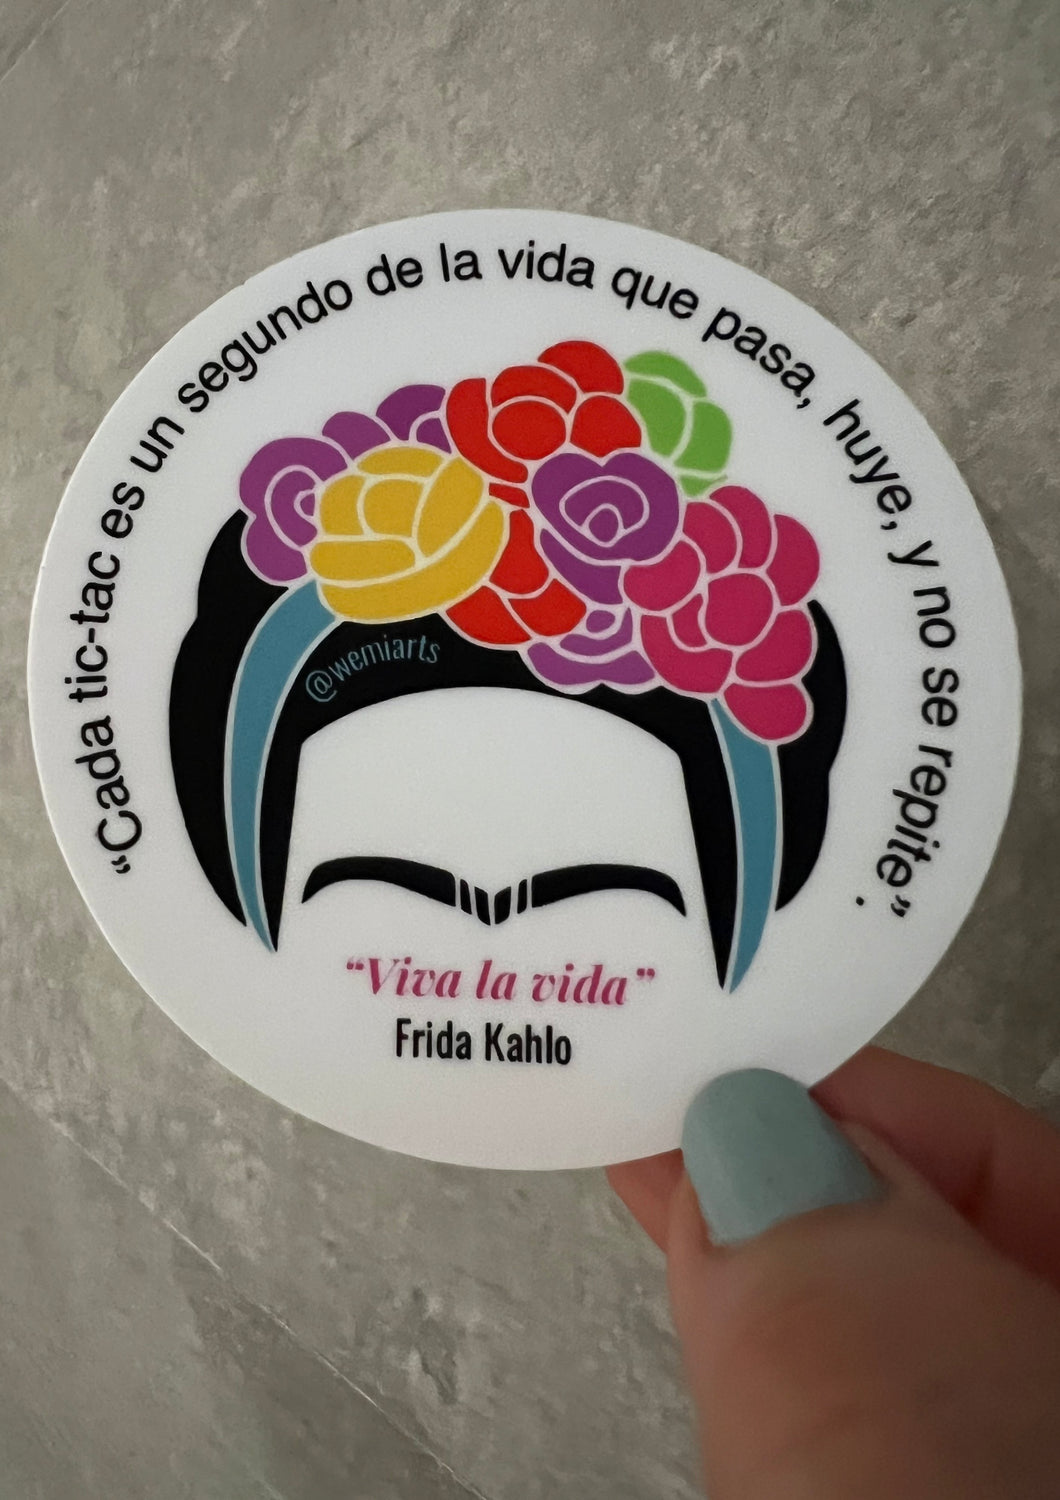 “Cada tic-tac es un segundo de la vida que pasa, huye, y no se repite”.
@wemiarts
“Viva la vida”
Frida Kahlo